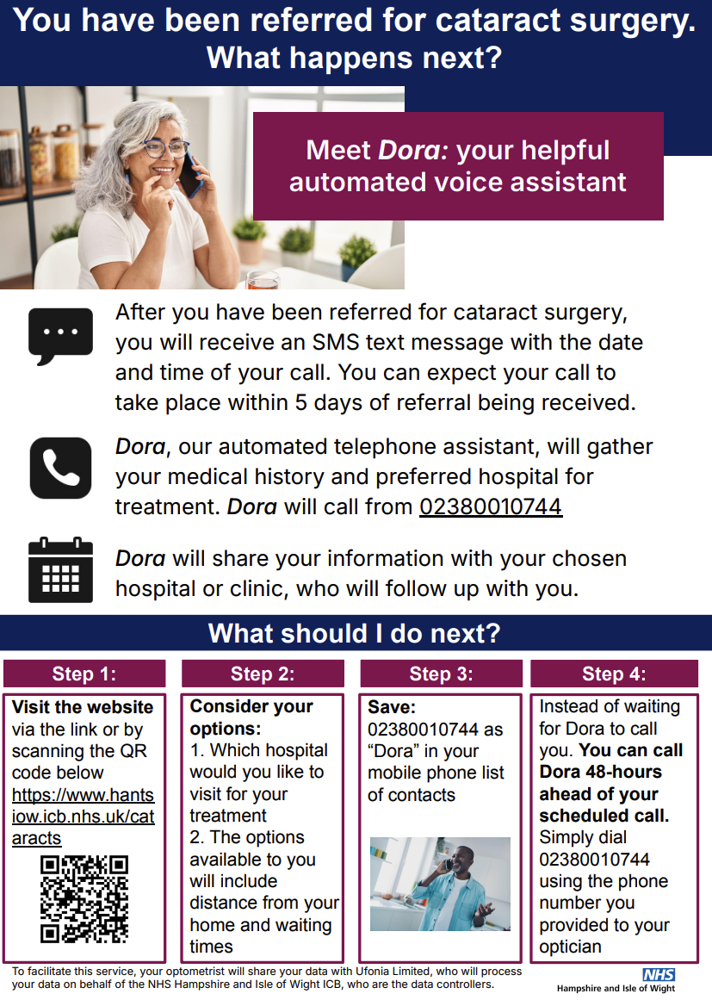 You have been referred for cataract surgery.
What happens next?
Meet Dora: your helpful
automated voice assistant
After you have been referred for cataract surgery,
you will receive an SMS text message with the date
and time of your call. You can expect your call to
take place within 5 days of referral being received.
Dora, our automated telephone assistant, will gather
your medical history and preferred hospital for
treatment. Dora will call from 02380010744
Dora will share your information with your chosen
hospital or clinic, who will follow up with you.
What should I do next?
Step 1:
Visit the website
via the link or by
scanning the QR
code below
https://www.hants
iow.icb.nhs.uk/cat
aracts
Step 2:
Consider your
options:
1. Which hospital
would you like to
visit for your
treatment
2. The options
available to you
will include
distance from your
home and waiting
times
Step 3:
Save:
02380010744 as
“Dora” in your
mobile phone list
of contacts
Step 4:
Instead of waiting
for Dora to call
you. You can call
Dora 48-hours
ahead of your
scheduled call.
Simply dial
02380010744
using the phone
number you
provided to your
optician
To facilitate this service, your optometrist will share your data with Ufonia Limited, who will process
your data on behalf of the NHS Hampshire and Isle of Wight ICB, who are the data controllers.
NHS
Hampshire and Isle of Wight